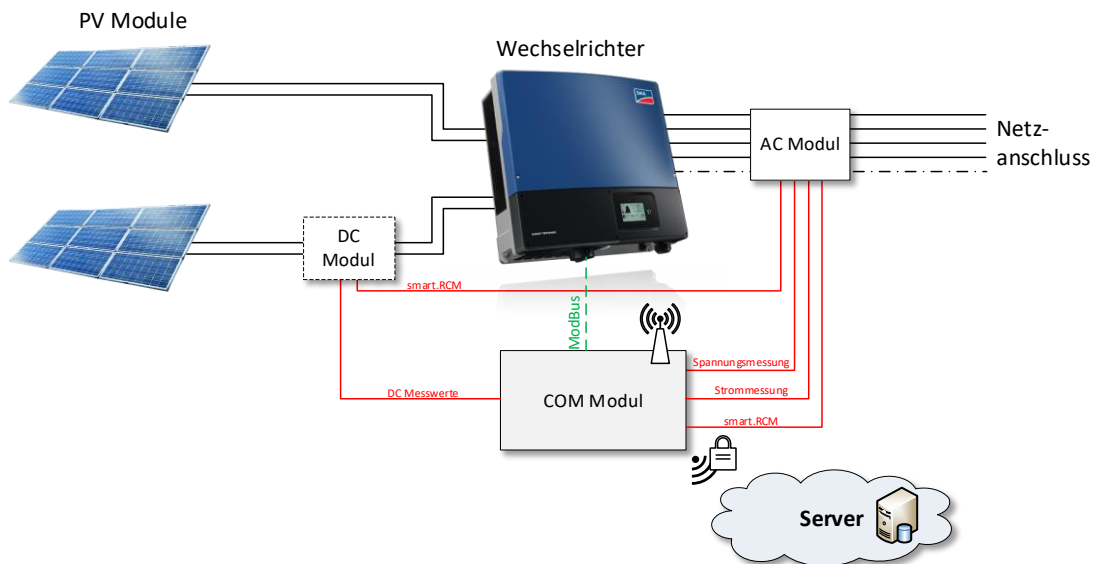 PV Module
Wechselrichter
SMA
AC Modul
Netz-
anschluss
DC
Modul
smart.RCM
ModBus
Spannungsmessung
DC Messwerte
COM Modul
Strommessung
smart.RCM
Server